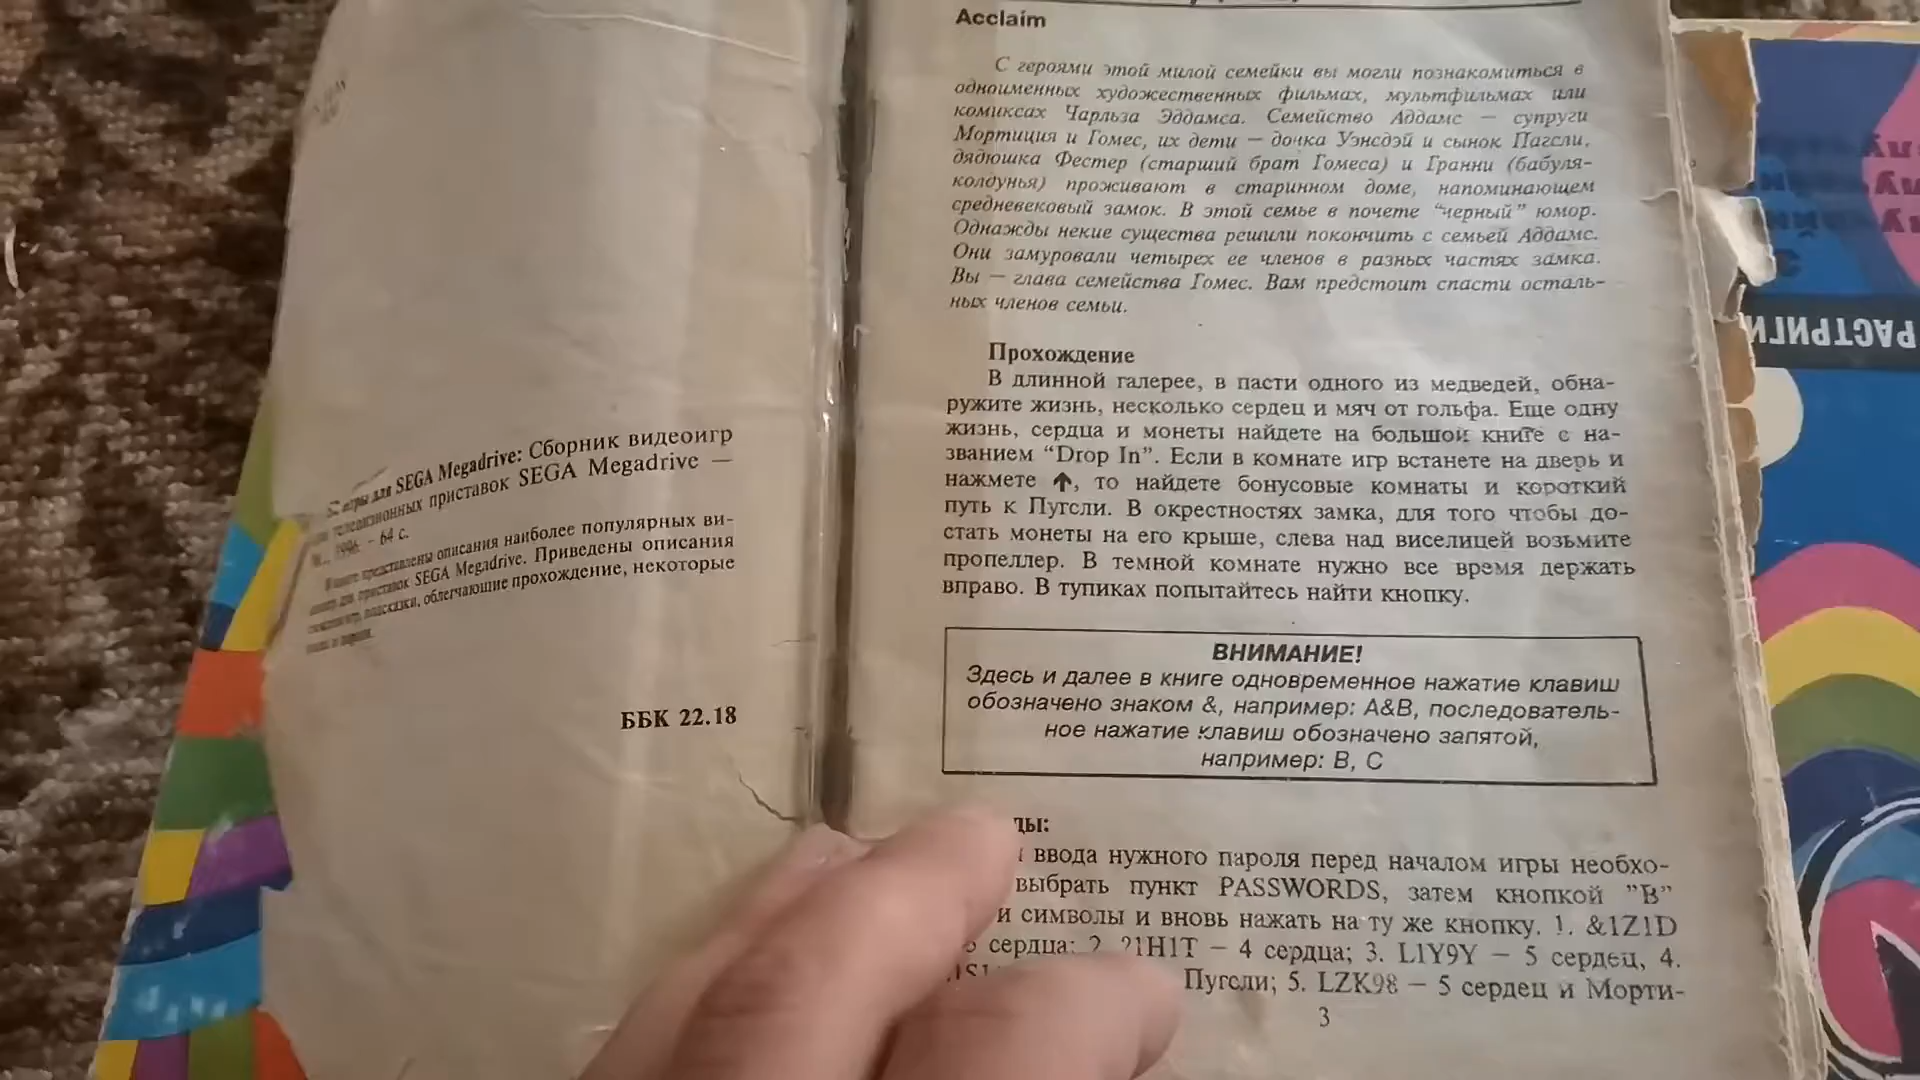 игры для SEGA Megadrive: Сборник видеоигр
телевизионных приставок SEGA Megadrive —
1996. – 64 с.
представлены описания наиболее популярных ви-
приставок SEGA Megadrive. Приведены описания
подсказки, облегчающие прохождение, некоторые
ББК 22.18
Acclaim
С героями этой милой семейки вы могли познакомиться в
одноименных художественных фильмах, мультфильмах или
комиксах Чарльза Эддамса. Семейство Аддамс — супруги
Мортиция и Гомес, их дети — дочка Уэнсдэй и сынок Пагсли,
дядюшка Фестер (старший брат Гомеса) и Гранни (бабуля-
колдунья) проживают в старинном доме, напоминающем
средневековый замок. В этой семье в почете “черный” юмор.
Однажды некие существа решили покончить с семьей Аддамс.
Они замуровали четырех ее членов в разных частях замка.
Вы — глава семейства Гомес. Вам предстоит спасти осталь-
ных членов семьи.
Прохождение
В длинной галерее, в пасти одного из медведей, обна-
ружите жизнь, несколько сердец и мяч от гольфа. Еще одну
жизнь, сердца и монеты найдете на большой книге с на-
званием “Drop In”. Если в комнате игр встанете на дверь и
нажмете ↑, то найдете бонусовые комнаты и короткий
путь к Пугсли. В окрестностях замка, для того чтобы до-
стать монеты на его крыше, слева над виселицей возьмите
пропеллер. В темной комнате нужно все время держать
вправо. В тупиках попытайтесь найти кнопку.
ВНИМАНИЕ!
Здесь и далее в книге одновременное нажатие клавиш
обозначено знаком &, например: A&B, последователь-
ное нажатие клавиш обозначено запятой,
например: B, C
ды:
ввода нужного пароля перед началом игры необхо-
выбрать пункт PASSWORDS, затем кнопкой ”B”
и символы и вновь нажать на ту же кнопку. 1. &1Z1D
сердца; 2. ?1H1T — 4 сердца; 3. L1Y9Y — 5 сердец, 4.
Пугсли; 5. LZK98 — 5 сердец и Морти-
3
РАСТРИГИ